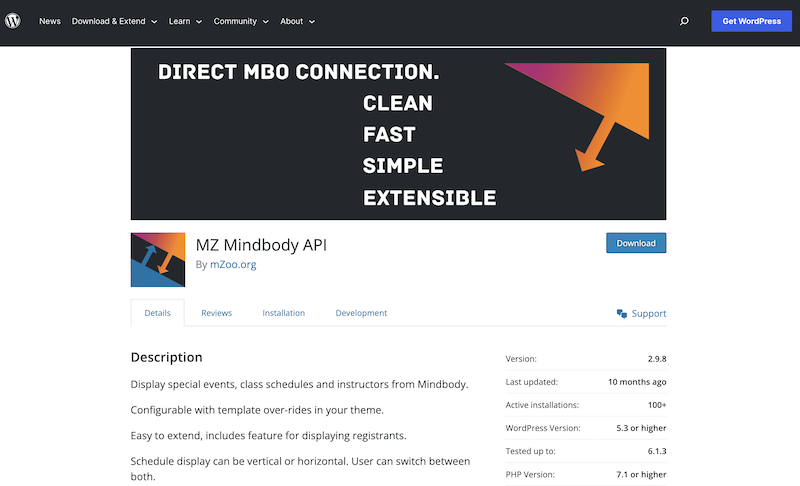 News Download & Extend Learn Community About Get WordPress
DIRECT MBO CONNECTION.
CLEAN
FAST
SIMPLE
EXTENSIBLE
MZ Mindbody API
Download
By mZoo.org
Details Reviews Installation Development Support
Description
Display special events, class schedules and instructors from Mindbody.
Configurable with template over-rides in your theme.
Easy to extend, includes feature for displaying registrants.
Schedule display can be vertical or horizontal. User can switch between
both.
Version: 2.9.8
Last updated: 10 months ago
Active installations: 100+
WordPress Version: 5.3 or higher
Tested up to: 6.1.3
PHP Version: 7.1 or higher